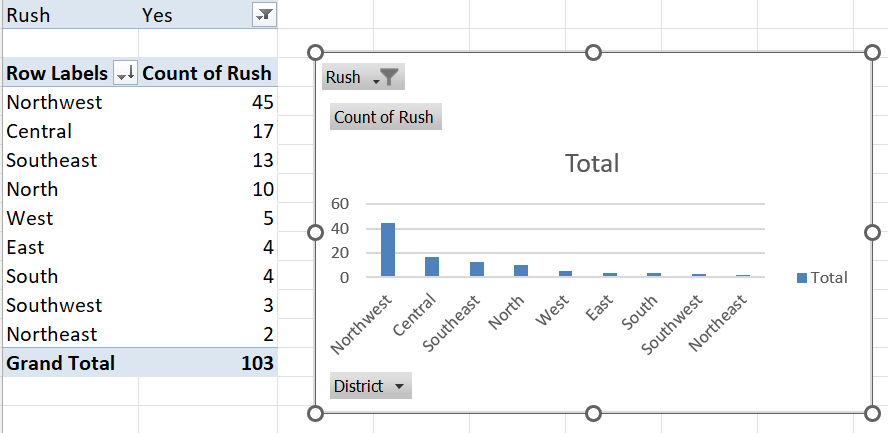 Rush Yes
Row Labels Count of Rush
Northwest 45
Central 17
Southeast 13
North 10
West 5
East 4
South 4
Southwest 3
Northeast 2
Grand Total 103
Rush
Count of Rush
Total
60
40
20
0
Northwest Central Southeast North West East South Southwest Northeast
Total
District